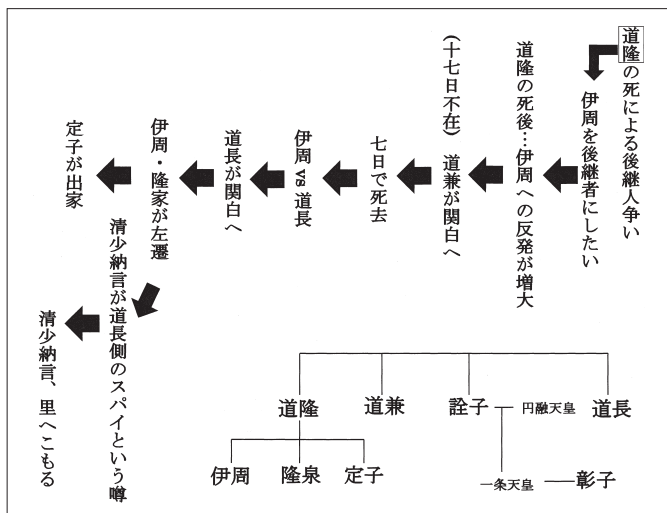 道隆の死による後継人争い
伊周を後継者にしたい
道隆の死後…伊周への反発が増大
(十七日不在) 道兼が関白へ
七日で死去
伊周 vs 道長
道長が関白へ
伊周・隆家が左遷
定子が出家
清少納言が道長側のスパイという噂
清少納言、里へこもる
道隆 道兼 詮子 円融天皇 道長
伊周 隆泉 定子 一条天皇 彰子